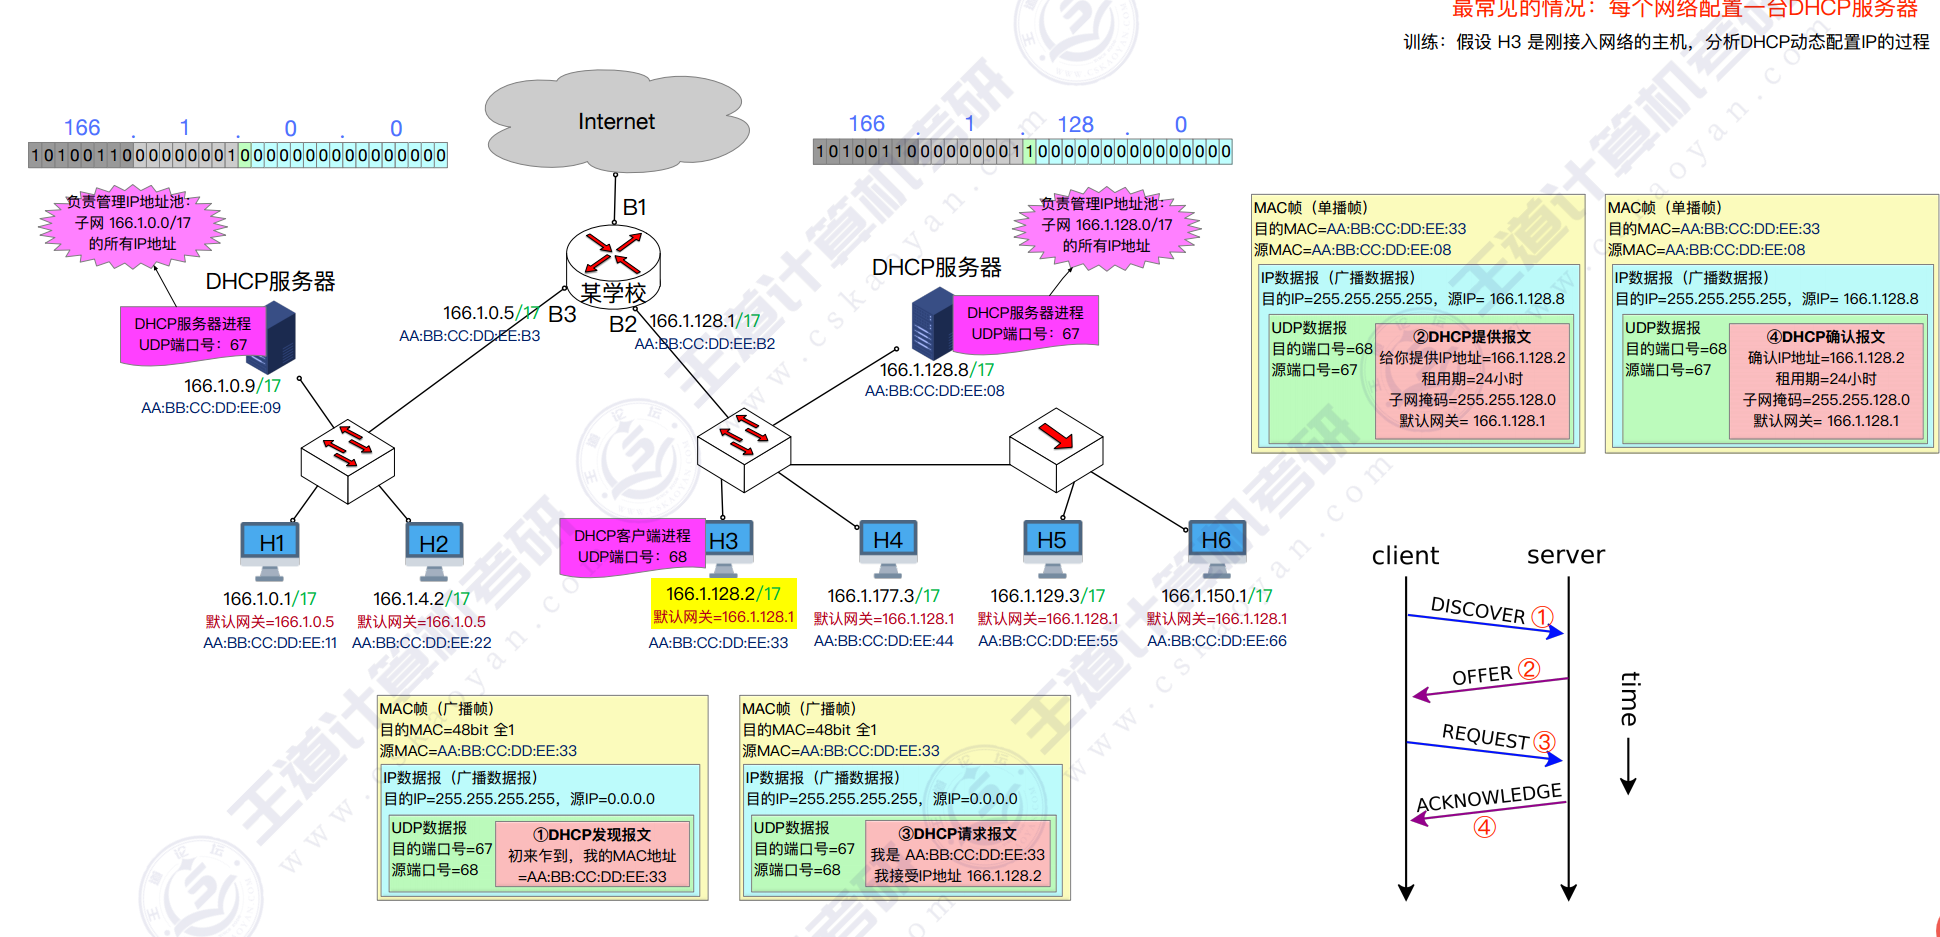 最常见的情况：每个网络配置一台DHCP服务器
训练：假设 H3 是刚接入网络的主机，分析DHCP动态配置IP的过程
166 . 1 . 0 . 0
10100110000000010000000000000000
166 . 1 . 128 . 0
10100110000000011000000000000000
Internet
B1
某学校
B3
B2
负责管理IP地址池：
子网 166.1.0.0/17
的所有IP地址
DHCP服务器
DHCP服务器进程
UDP端口号：67
166.1.0.9/17
AA:BB:CC:DD:EE:09
166.1.0.5/17
AA:BB:CC:DD:EE:B3
166.1.128.1/17
AA:BB:CC:DD:EE:B2
负责管理IP地址池：
子网 166.1.128.0/17
的所有IP地址
DHCP服务器
DHCP服务器进程
UDP端口号：67
166.1.128.8/17
AA:BB:CC:DD:EE:08
MAC帧（单播帧）
目的MAC=AA:BB:CC:DD:EE:33
源MAC=AA:BB:CC:DD:EE:08
IP数据报（广播数据报）
目的IP=255.255.255.255，源IP= 166.1.128.8
UDP数据报
目的端口号=68
源端口号=67
②DHCP提供报文
给你提供IP地址=166.1.128.2
租用期=24小时
子网掩码=255.255.128.0
默认网关= 166.1.128.1
MAC帧（单播帧）
目的MAC=AA:BB:CC:DD:EE:33
源MAC=AA:BB:CC:DD:EE:08
IP数据报（广播数据报）
目的IP=255.255.255.255，源IP= 166.1.128.8
UDP数据报
目的端口号=68
源端口号=67
④DHCP确认报文
确认IP地址=166.1.128.2
租用期=24小时
子网掩码=255.255.128.0
默认网关= 166.1.128.1
H1
166.1.0.1/17
默认网关=166.1.0.5
AA:BB:CC:DD:EE:11
H2
166.1.4.2/17
默认网关=166.1.0.5
AA:BB:CC:DD:EE:22
DHCP客户端进程
UDP端口号：68
H3
166.1.128.2/17
默认网关=166.1.128.1
AA:BB:CC:DD:EE:33
H4
166.1.177.3/17
默认网关=166.1.128.1
AA:BB:CC:DD:EE:44
H5
166.1.129.3/17
默认网关=166.1.128.1
AA:BB:CC:DD:EE:55
H6
166.1.150.1/17
默认网关=166.1.128.1
AA:BB:CC:DD:EE:66
MAC帧（广播帧）
目的MAC=48bit 全1
源MAC=AA:BB:CC:DD:EE:33
IP数据报（广播数据报）
目的IP=255.255.255.255，源IP=0.0.0.0
UDP数据报
目的端口号=67
源端口号=68
①DHCP发现报文
初来乍到，我的MAC地址
=AA:BB:CC:DD:EE:33
MAC帧（广播帧）
目的MAC=48bit 全1
源MAC=AA:BB:CC:DD:EE:33
IP数据报（广播数据报）
目的IP=255.255.255.255，源IP=0.0.0.0
UDP数据报
目的端口号=67
源端口号=68
③DHCP请求报文
我是 AA:BB:CC:DD:EE:33
我接受IP地址 166.1.128.2
client
server
DISCOVER ①
OFFER ②
REQUEST ③
ACKNOWLEDGE
④
time
王道计算机考研
www.cskaoyan.com